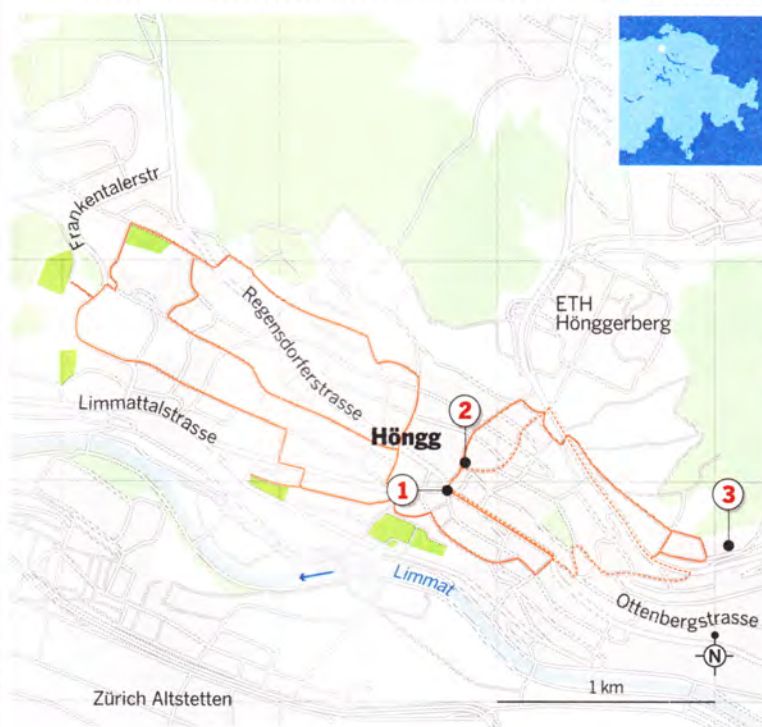 Frankentalerstr
Regensdorferstrasse
ETH
Hönggerberg
Limmattalstrasse
Höngg
2
1
3
Limmat
Ottenbergstrasse
N
1 km
Zürich Altstetten